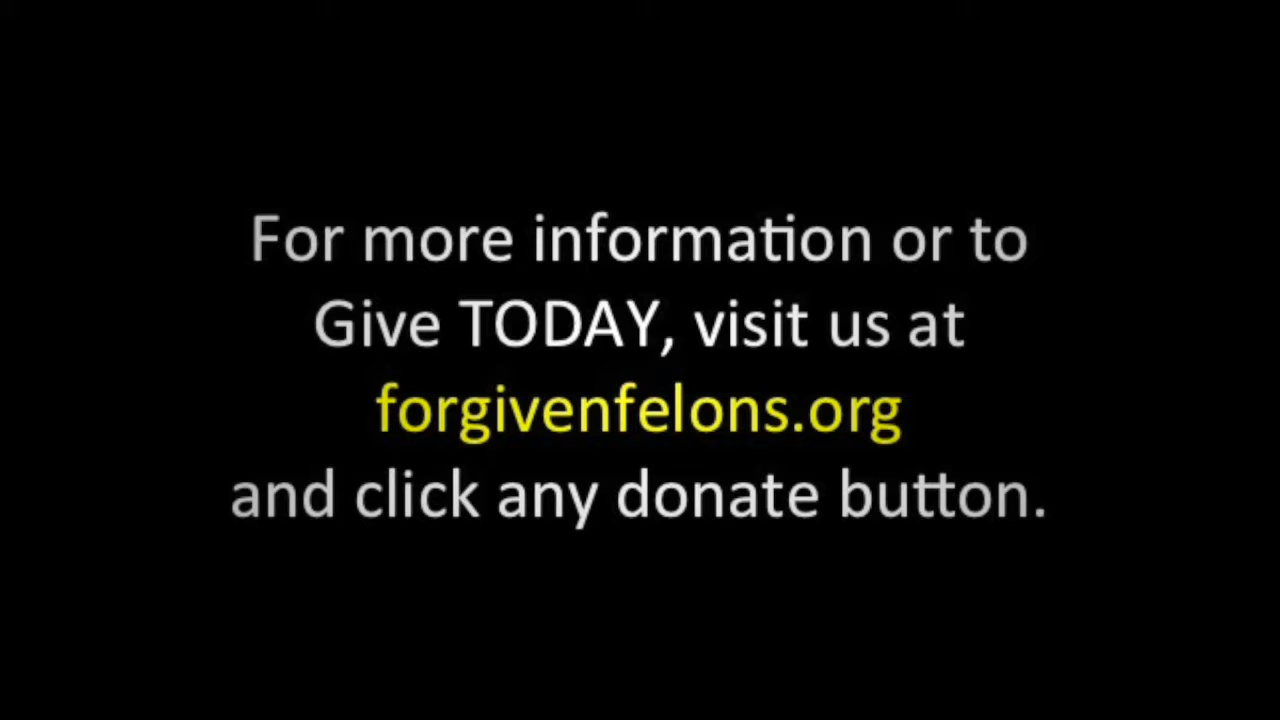 For more information or to
Give TODAY, visit us at
forgivenfelons.org
and click any donate button.